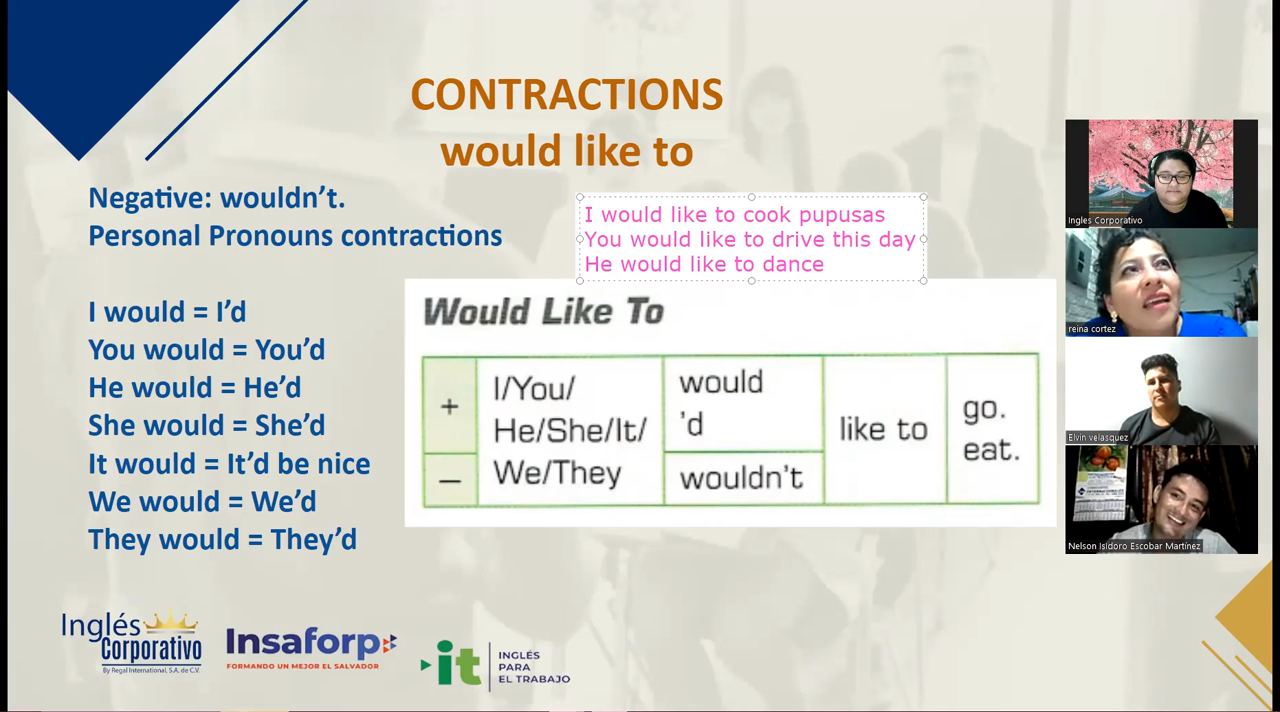 CONTRACTIONS
would like to
Negative: wouldn't.
Personal Pronouns contractions
I would like to cook pupusas
You would like to drive this day
He would like to dance
I would = I'd
You would = You'd
He would = He'd
She would = She'd
It would = It'd be nice
We would = We'd
They would = They'd
Would Like To
+
I/You/
He/She/It/
We/They
would
'd
like to
go.
eat.
–
wouldn't
Ingles Corporativo
reina cortez
Elvin velasquez
Nelson Isidoro Escobar Martínez
Inglés
Corporativo
By Regal International, S.A. de C.V.
Insaforp
FORMANDO UN MEJOR EL SALVADOR
it
INGLÉS
PARA
EL TRABAJO